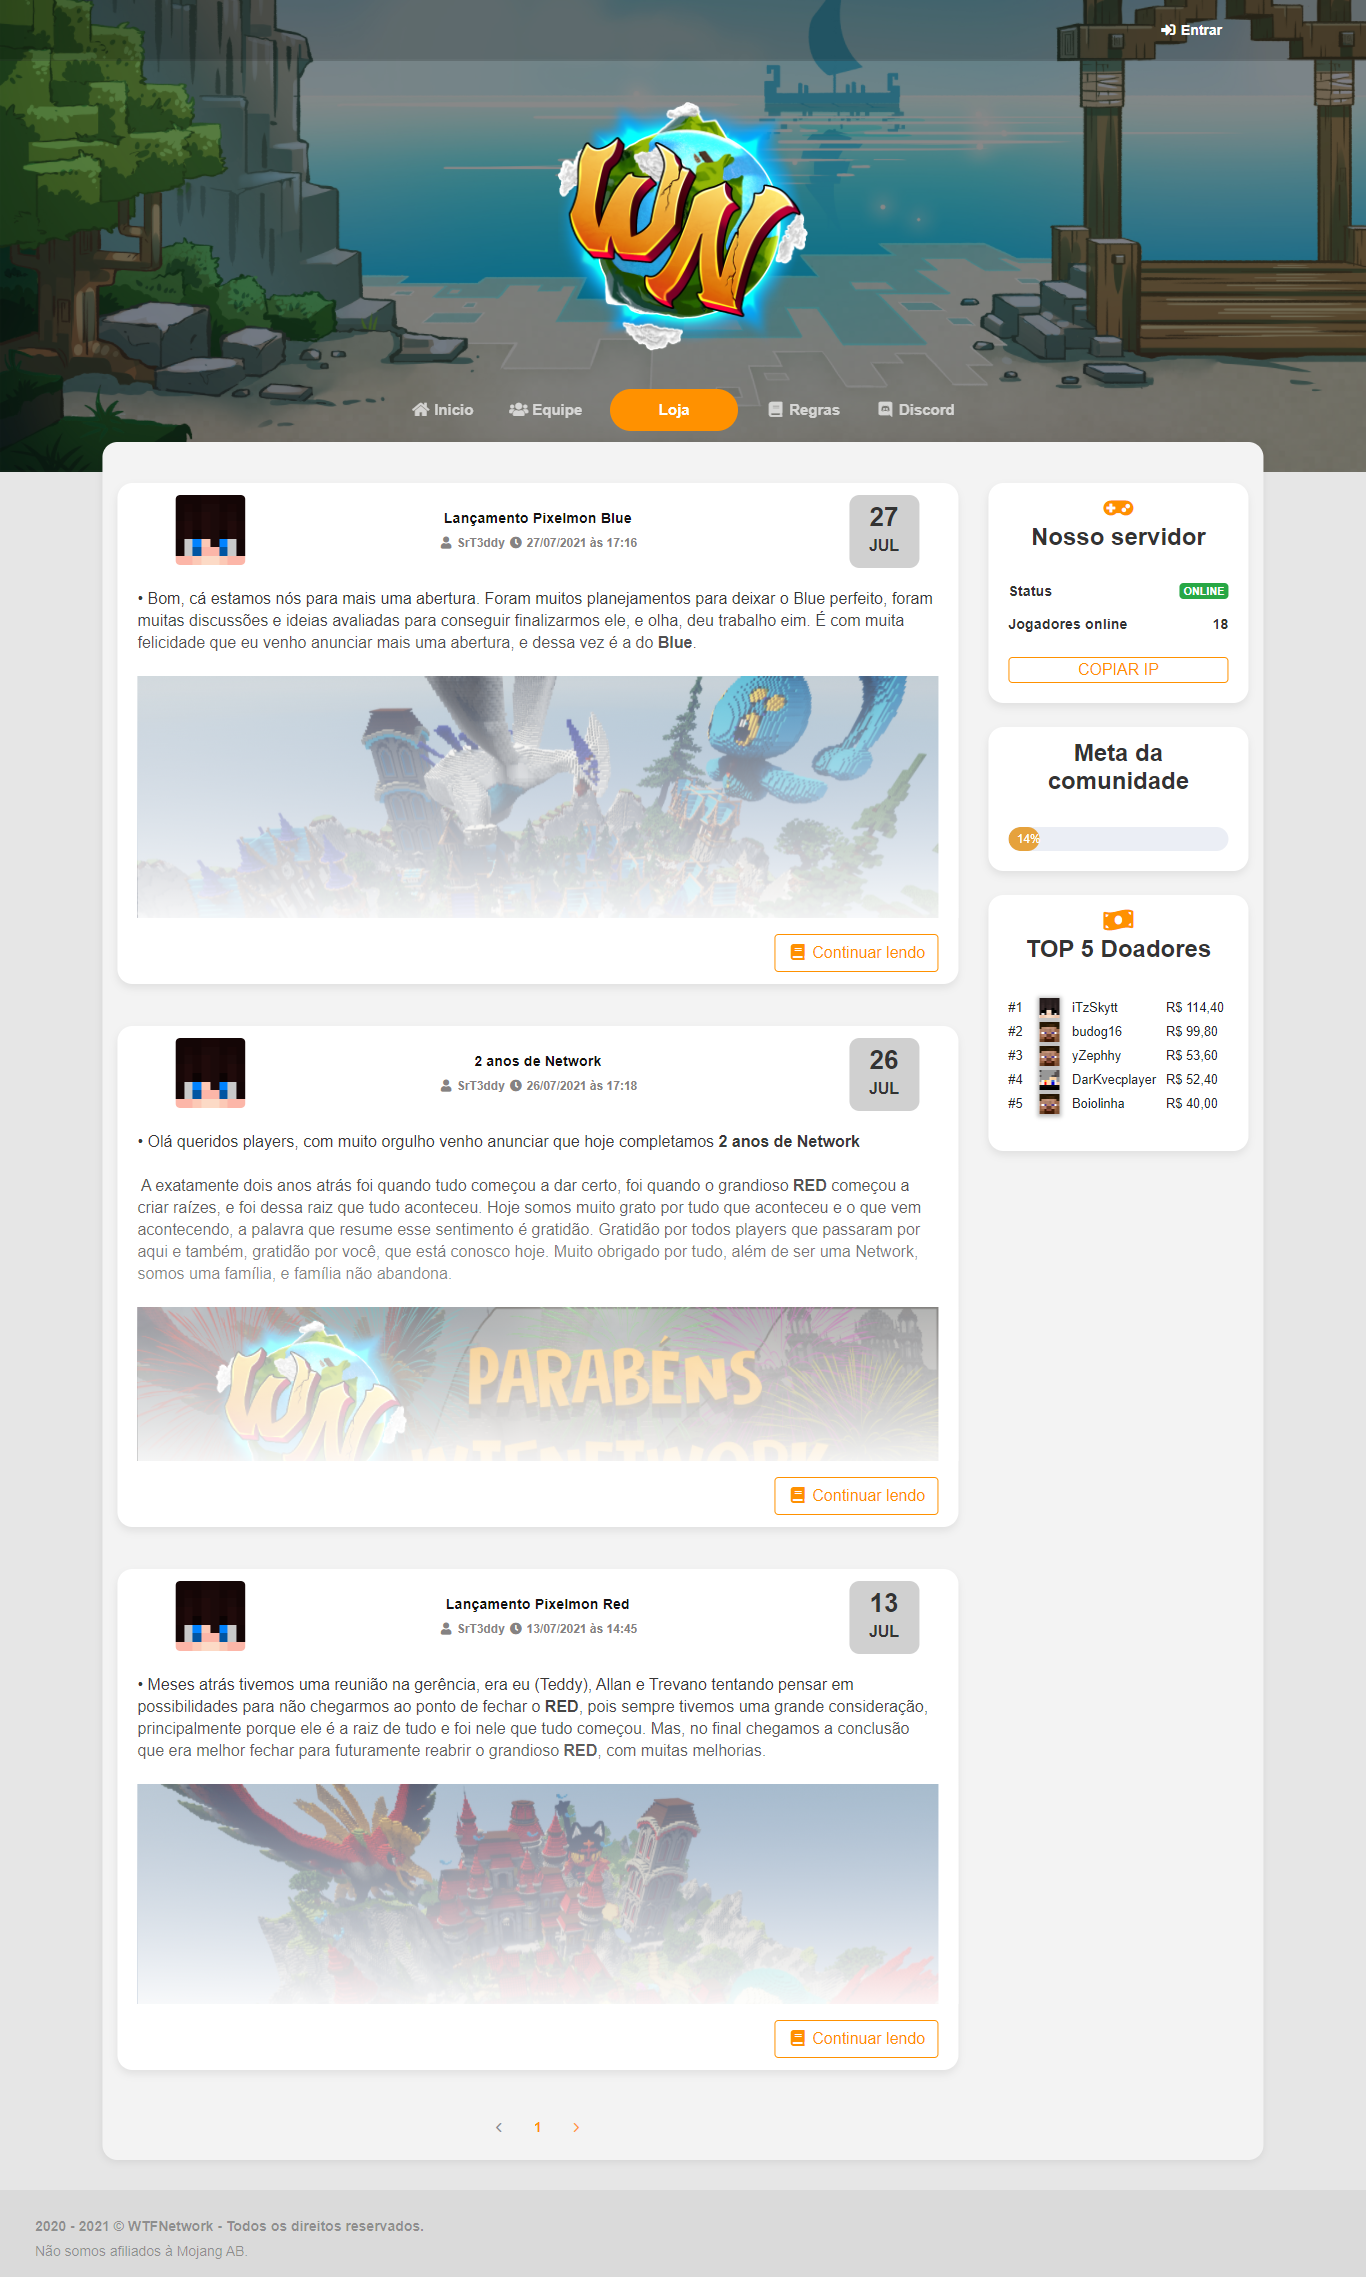 Entrar
WN
Inicio
Equipe
Loja
Regras
Discord
Lançamento Pixelmon Blue
SrT3ddy 27/07/2021 às 17:16
27
JUL
• Bom, cá estamos nós para mais uma abertura. Foram muitos planejamentos para deixar o Blue perfeito, foram
muitas discussões e ideias avaliadas para conseguir finalizarmos ele, e olha, deu trabalho eim. É com muita
felicidade que eu venho anunciar mais uma abertura, e dessa vez é a do Blue.
Continuar lendo
2 anos de Network
SrT3ddy 26/07/2021 às 17:18
26
JUL
• Olá queridos players, com muito orgulho venho anunciar que hoje completamos 2 anos de Network
A exatamente dois anos atrás foi quando tudo começou a dar certo, foi quando o grandioso RED começou a
criar raízes, e foi dessa raiz que tudo aconteceu. Hoje somos muito grato por tudo que aconteceu e o que vem
acontecendo, a palavra que resume esse sentimento é gratidão. Gratidão por todos players que passaram por
aqui e também, gratidão por você, que está conosco hoje. Muito obrigado por tudo, além de ser uma Network,
somos uma família, e família não abandona.
WN
PARABÉNS
WTFNETWORK
Continuar lendo
Lançamento Pixelmon Red
SrT3ddy 13/07/2021 às 14:45
13
JUL
• Meses atrás tivemos uma reunião na gerência, era eu (Teddy), Allan e Trevano tentando pensar em
possibilidades para não chegarmos ao ponto de fechar o RED, pois sempre tivemos uma grande consideração,
principalmente porque ele é a raiz de tudo e foi nele que tudo começou. Mas, no final chegamos a conclusão
que era melhor fechar para futuramente reabrir o grandioso RED, com muitas melhorias.
Continuar lendo
1
Nosso servidor
Status ONLINE
Jogadores online 18
COPIAR IP
Meta da
comunidade
14%
TOP 5 Doadores
#1 iTzSkytt R$ 114,40
#2 budog16 R$ 99,80
#3 yZephhy R$ 53,60
#4 DarKvecplayer R$ 52,40
#5 Boiolinha R$ 40,00
2020 - 2021 © WTFNetwork - Todos os direitos reservados.
Não somos afiliados à Mojang AB.